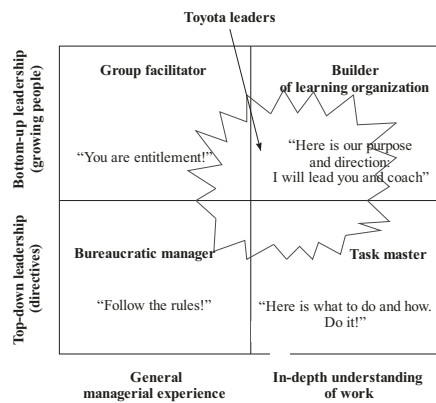 Toyota leaders
Bottom-up leadership
(growing people)
Group facilitator
"You are entitlement!"
Builder
of learning organization
"Here is our purpose
and direction:
I will lead you and coach"
Top-down leadership
(directives)
Bureaucratic manager
"Follow the rules!"
Task master
"Here is what to do and how.
Do it!"
General
managerial experience
In-depth understanding
of work